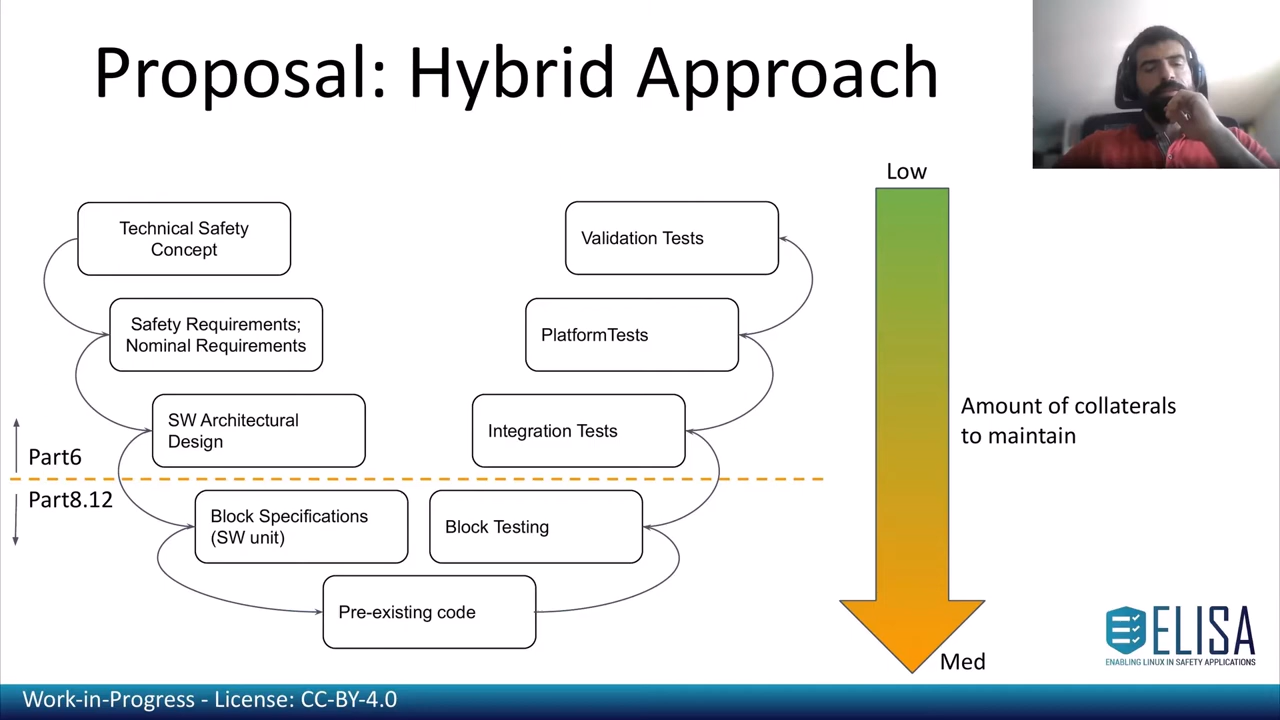 Proposal: Hybrid Approach
Low
Technical Safety
Concept
Validation Tests
Safety Requirements;
Nominal Requirements
PlatformTests
SW Architectural
Design
Integration Tests
Amount of collaterals
to maintain
Part6
Part8.12
Block Specifications
(SW unit)
Block Testing
Pre-existing code
Med
ELISA
ENABLING LINUX IN SAFETY APPLICATIONS
Work-in-Progress - License: CC-BY-4.0